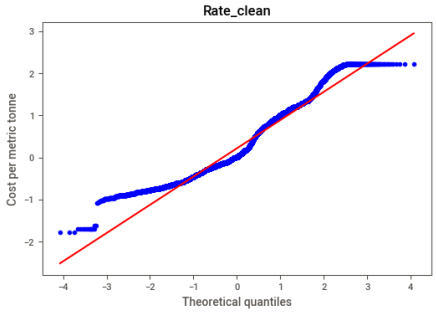 Rate_clean
3
2
1
0
−1
−2
Cost per metric tonne
−4 −3 −2 −1 0 1 2 3 4
Theoretical quantiles